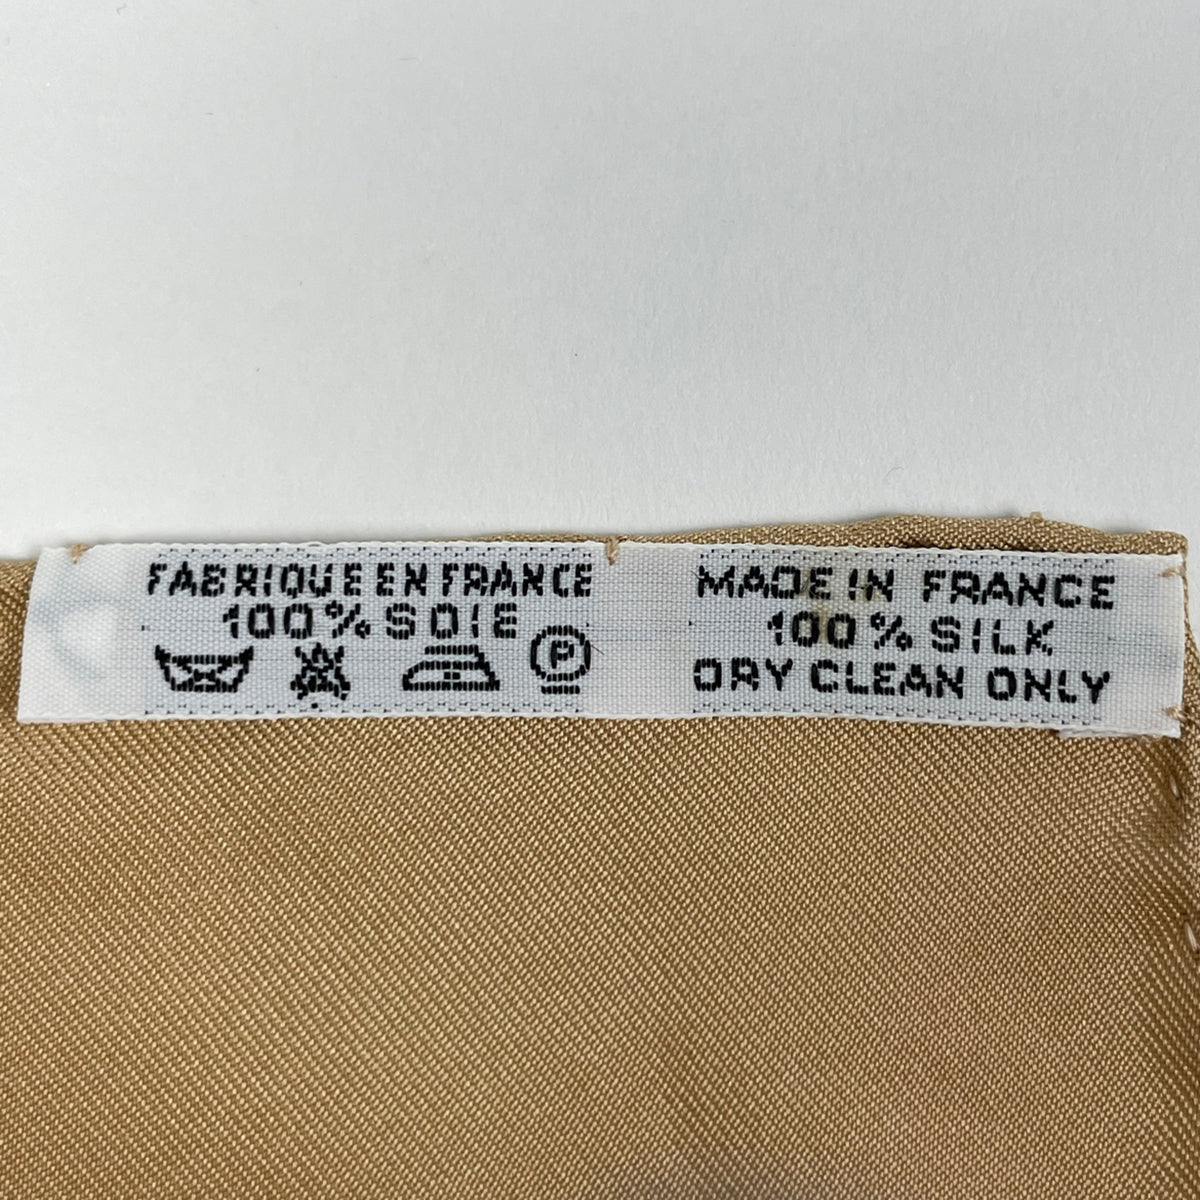 FABRIQUE EN FRANCE
100% SOIE
P
MADE IN FRANCE
100% SILK
DRY CLEAN ONLY